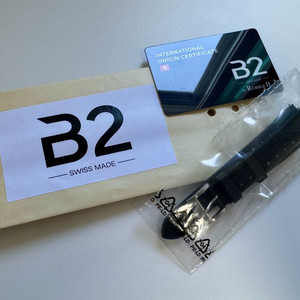 B2
SWISS MADE
INTERNATIONAL
ORIGIN CERTIFICATE
B2